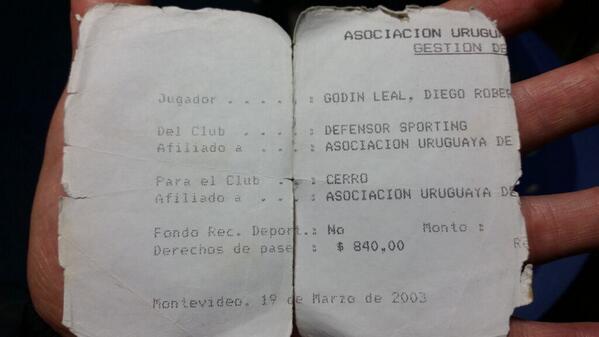 ASOCIACION URUGUA
GESTION DE
Jugador . . . . . : GODIN LEAL, DIEGO ROBER
Del Club . . . . : DEFENSOR SPORTING
Afiliado a . . . : ASOCIACION URUGUAYA DE
Para el Club . . : CERRO
Afiliado a . . . : ASOCIACION URUGUAYA DE
Fondo Rec. Deport.: No Monto :
Derechos de pase : $ 840,00 Re
Montevideo, 19 de Marzo de 2003